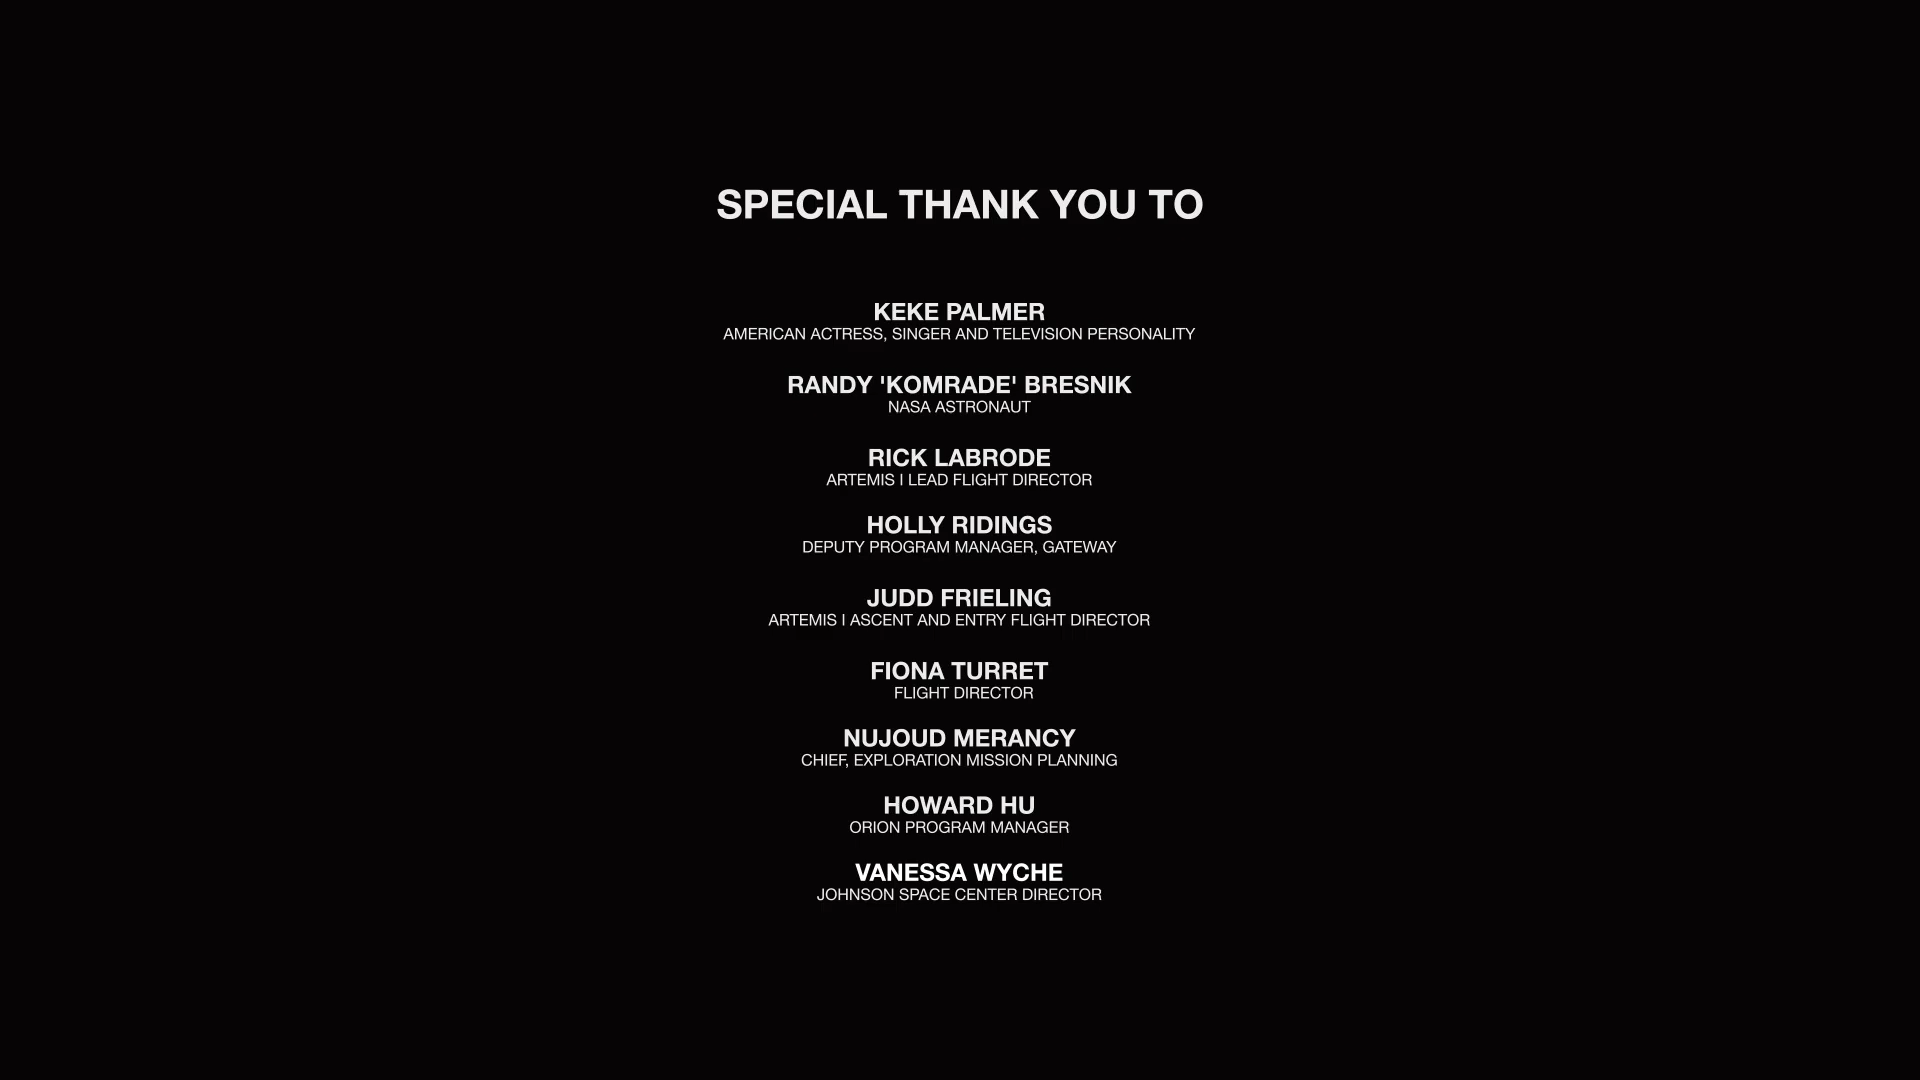 SPECIAL THANK YOU TO
KEKE PALMER
AMERICAN ACTRESS, SINGER AND TELEVISION PERSONALITY
RANDY 'KOMRADE' BRESNIK
NASA ASTRONAUT
RICK LABRODE
ARTEMIS I LEAD FLIGHT DIRECTOR
HOLLY RIDINGS
DEPUTY PROGRAM MANAGER, GATEWAY
JUDD FRIELING
ARTEMIS I ASCENT AND ENTRY FLIGHT DIRECTOR
FIONA TURRET
FLIGHT DIRECTOR
NUJOUD MERANCY
CHIEF, EXPLORATION MISSION PLANNING
HOWARD HU
ORION PROGRAM MANAGER
VANESSA WYCHE
JOHNSON SPACE CENTER DIRECTOR